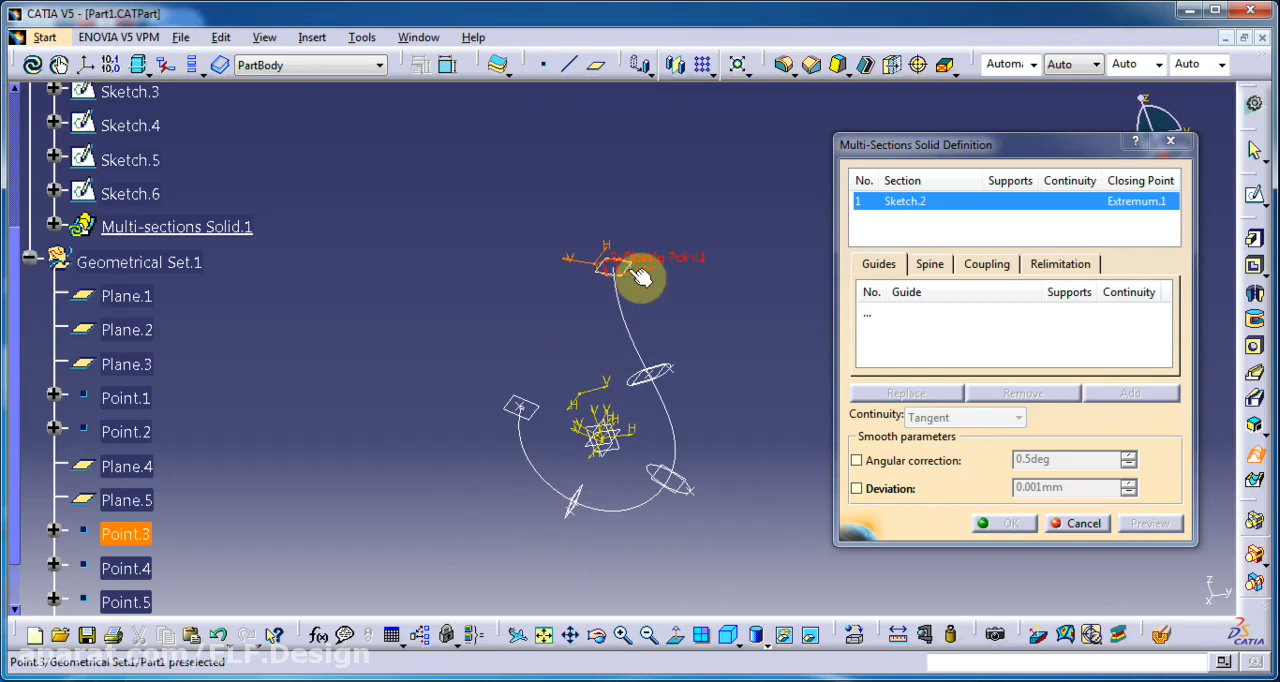 CATIA V5 - [Part1.CATPart]
Start ENOVIA V5 VPM File Edit View Insert Tools Window Help
PartBody
Automa Auto Auto Auto
Sketch.3
Sketch.4
Sketch.5
Sketch.6
Multi-sections Solid.1
Geometrical Set.1
Plane.1
Plane.2
Plane.3
Point.1
Point.2
Plane.4
Plane.5
Point.3
Point.4
Point.5
Multi-Sections Solid Definition
No. Section Supports Continuity Closing Point
1 Sketch.2 Extremum.1
Guides Spine Coupling Relimitation
No. Guide Supports Continuity
...
Replace Remove Add
Continuity: Tangent
Smooth parameters
Angular correction: 0.5deg
Deviation: 0.001mm
OK Cancel Preview
aparat.com/ELF.Design
Point.3/Geometrical Set.1/Part1 preselected